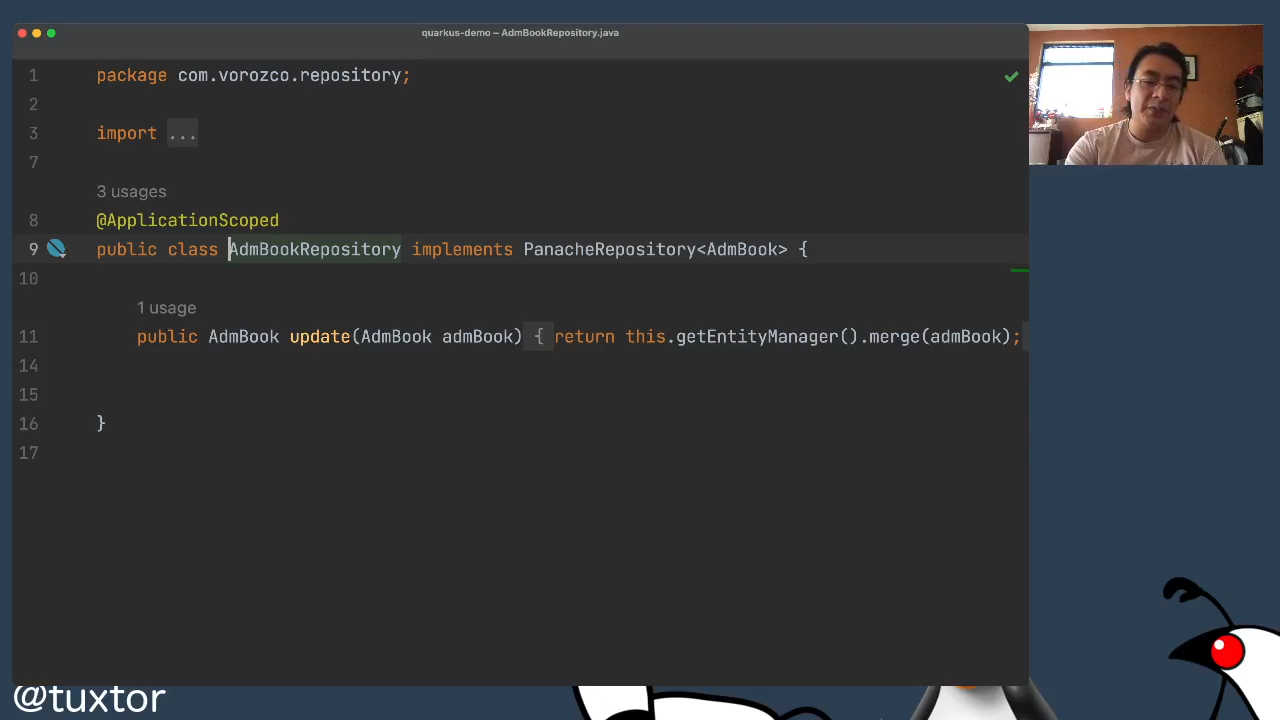 quarkus-demo – AdmBookRepository.java
1 package com.vorozco.repository;
2
3 import ...
7
3 usages
8 @ApplicationScoped
9 public class AdmBookRepository implements PanacheRepository<AdmBook> {
10
1 usage
11 public AdmBook update(AdmBook admBook) { return this.getEntityManager().merge(admBook);
14
15
16 }
17
@tuxtor